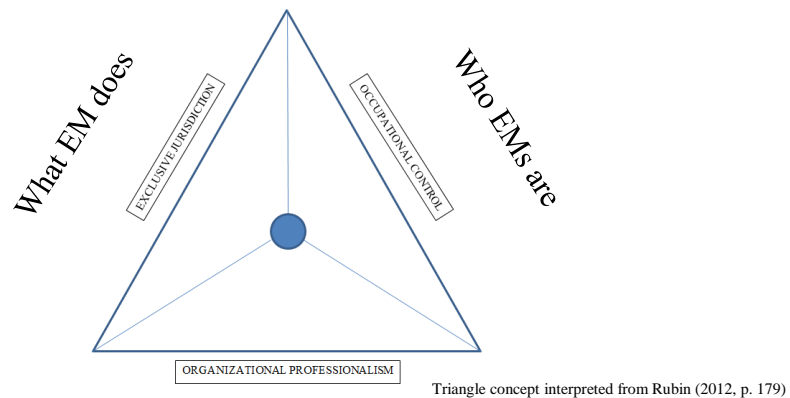 What EM does
Who EMs are
EXCLUSIVE JURISDICTION
OCCUPATIONAL CONTROL
ORGANIZATIONAL PROFESSIONALISM
Triangle concept interpreted from Rubin (2012, p. 179)